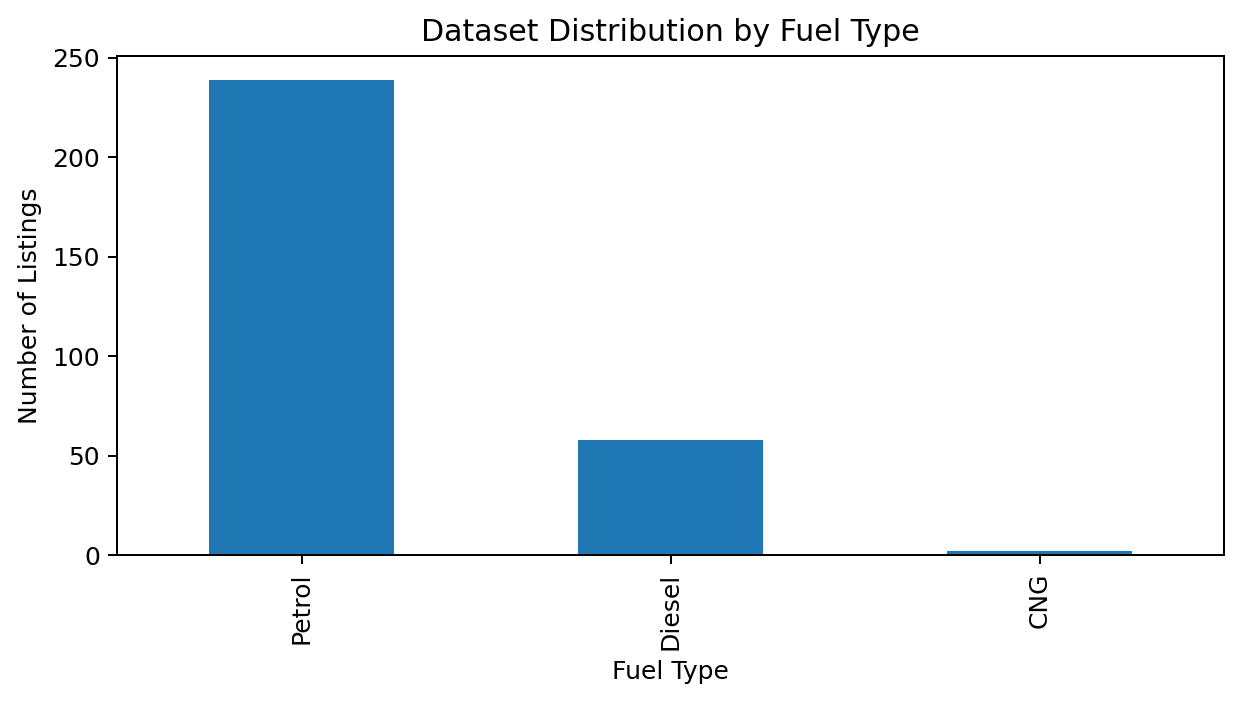 Dataset Distribution by Fuel Type
Number of Listings
250
200
150
100
50
0
Petrol
Diesel
CNG
Fuel Type